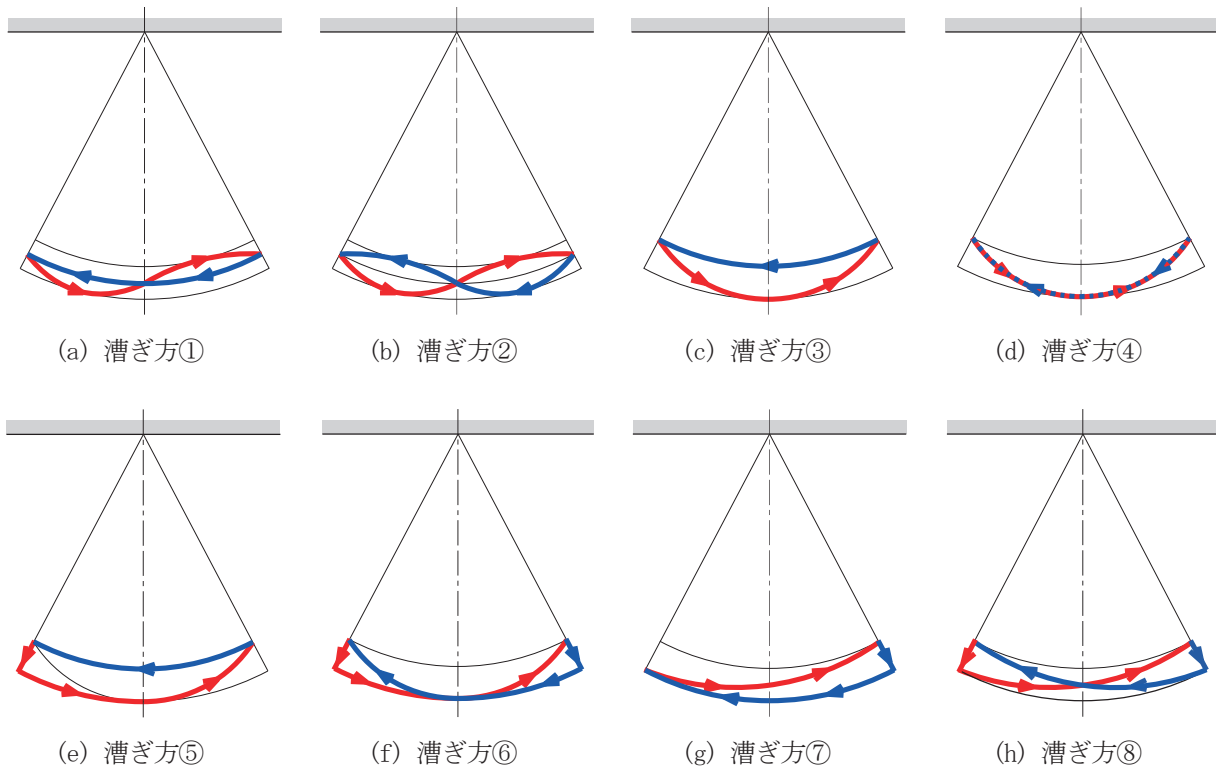 (a) 漕ぎ方①
(b) 漕ぎ方②
(c) 漕ぎ方③
(d) 漕ぎ方④
(e) 漕ぎ方⑤
(f) 漕ぎ方⑥
(g) 漕ぎ方⑦
(h) 漕ぎ方⑧